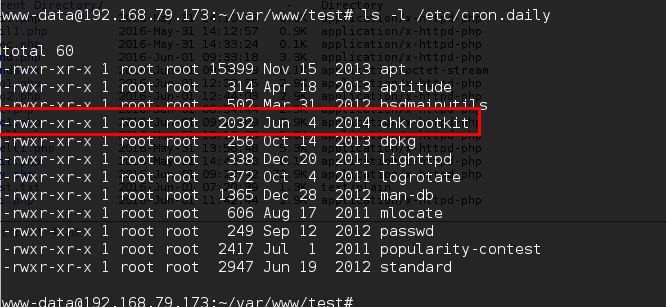 www-data@192.168.79.173:~/var/www/test# ls -l /etc/cron.daily
total 60
-rwxr-xr-x 1 root root 15399 Nov 15  2013 apt
-rwxr-xr-x 1 root root   314 Apr 18  2013 aptitude
-rwxr-xr-x 1 root root   502 Mar 31  2012 bsdmainutils
-rwxr-xr-x 1 root root  2032 Jun  4  2014 chkrootkit
-rwxr-xr-x 1 root root   256 Oct 14  2013 dpkg
-rwxr-xr-x 1 root root   338 Dec 20  2011 lighttpd
-rwxr-xr-x 1 root root   372 Oct  4  2011 logrotate
-rwxr-xr-x 1 root root  1365 Dec 28  2012 man-db
-rwxr-xr-x 1 root root   606 Aug 17  2011 mlocate
-rwxr-xr-x 1 root root   249 Sep 12  2012 passwd
-rwxr-xr-x 1 root root  2417 Jul  1  2011 popularity-contest
-rwxr-xr-x 1 root root  2947 Jun 19  2012 standard
www-data@192.168.79.173:~/var/www/test#